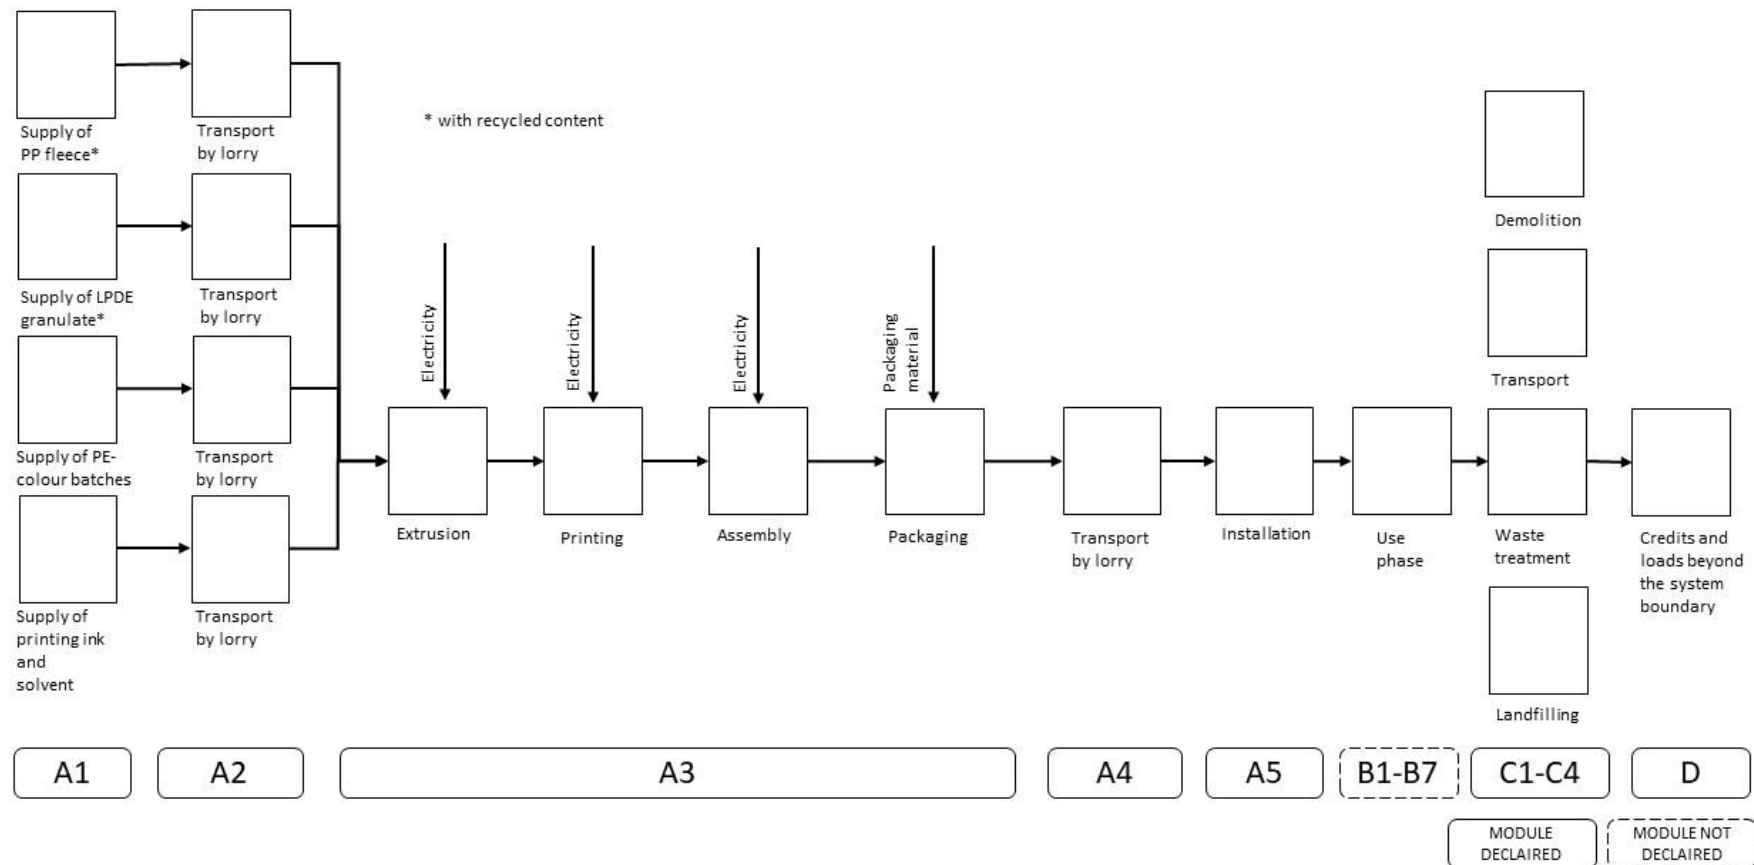 Supply of
PP fleece*
Transport
by lorry
* with recycled content
Supply of LPDE
granulate*
Transport
by lorry
Supply of PE-
colour batches
Transport
by lorry
Supply of
printing ink
and
solvent
Transport
by lorry
Electricity
Electricity
Electricity
Packaging
material
Extrusion
Printing
Assembly
Packaging
Transport
by lorry
Installation
Use
phase
Demolition
Transport
Waste
treatment
Landfilling
Credits and
loads beyond
the system
boundary
A1
A2
A3
A4
A5
B1-B7
C1-C4
D
MODULE
DECLAIRED
MODULE NOT
DECLAIRED